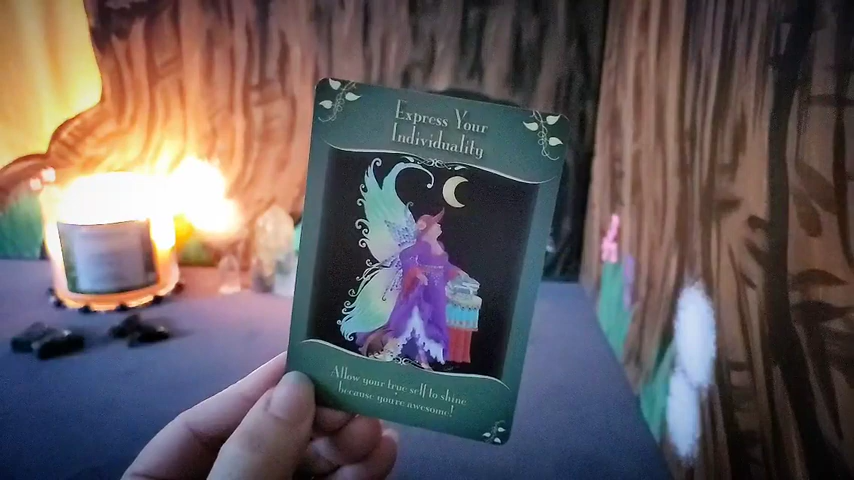 Express Your
Individuality
Allow your true self to shine
because you're awesome!